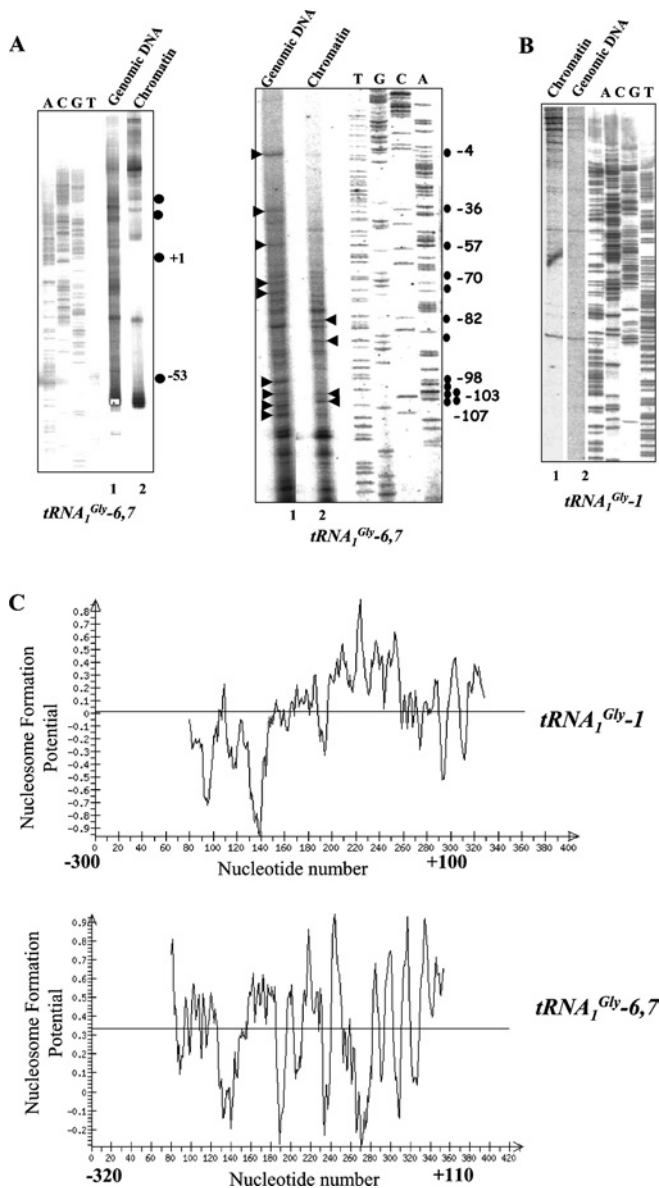 A
B
Genomic DNA
Chromatin
A C G T
+1
-53
1 2
tRNA₁ᴳˡʸ-6,7
Genomic DNA
Chromatin
T G C A
-4
-36
-57
-70
-82
-98
-103
-107
1 2
tRNA₁ᴳˡʸ-6,7
Chromatin
Genomic DNA
A C G T
1 2
tRNA₁ᴳˡʸ-1
C
Nucleosome Formation
Potential
0.8
0.7
0.6
0.5
0.4
0.3
0.2
0.1
0
-0.1
-0.2
-0.3
-0.4
-0.5
-0.6
-0.7
-0.8
-0.9
0 20 40 60 80 100 120 140 160 180 200 220 240 260 280 300 320 340 360 380 400
-300
Nucleotide number
+100
tRNA₁ᴳˡʸ-1
Nucleosome Formation
Potential
0.9
0.8
0.7
0.6
0.5
0.4
0.3
0.2
0.1
0
-0.1
-0.2
0 20 40 60 80 100 120 140 160 180 200 220 240 260 280 300 320 340 360 380 400 420
-320
Nucleotide number
+110
tRNA₁ᴳˡʸ-6,7